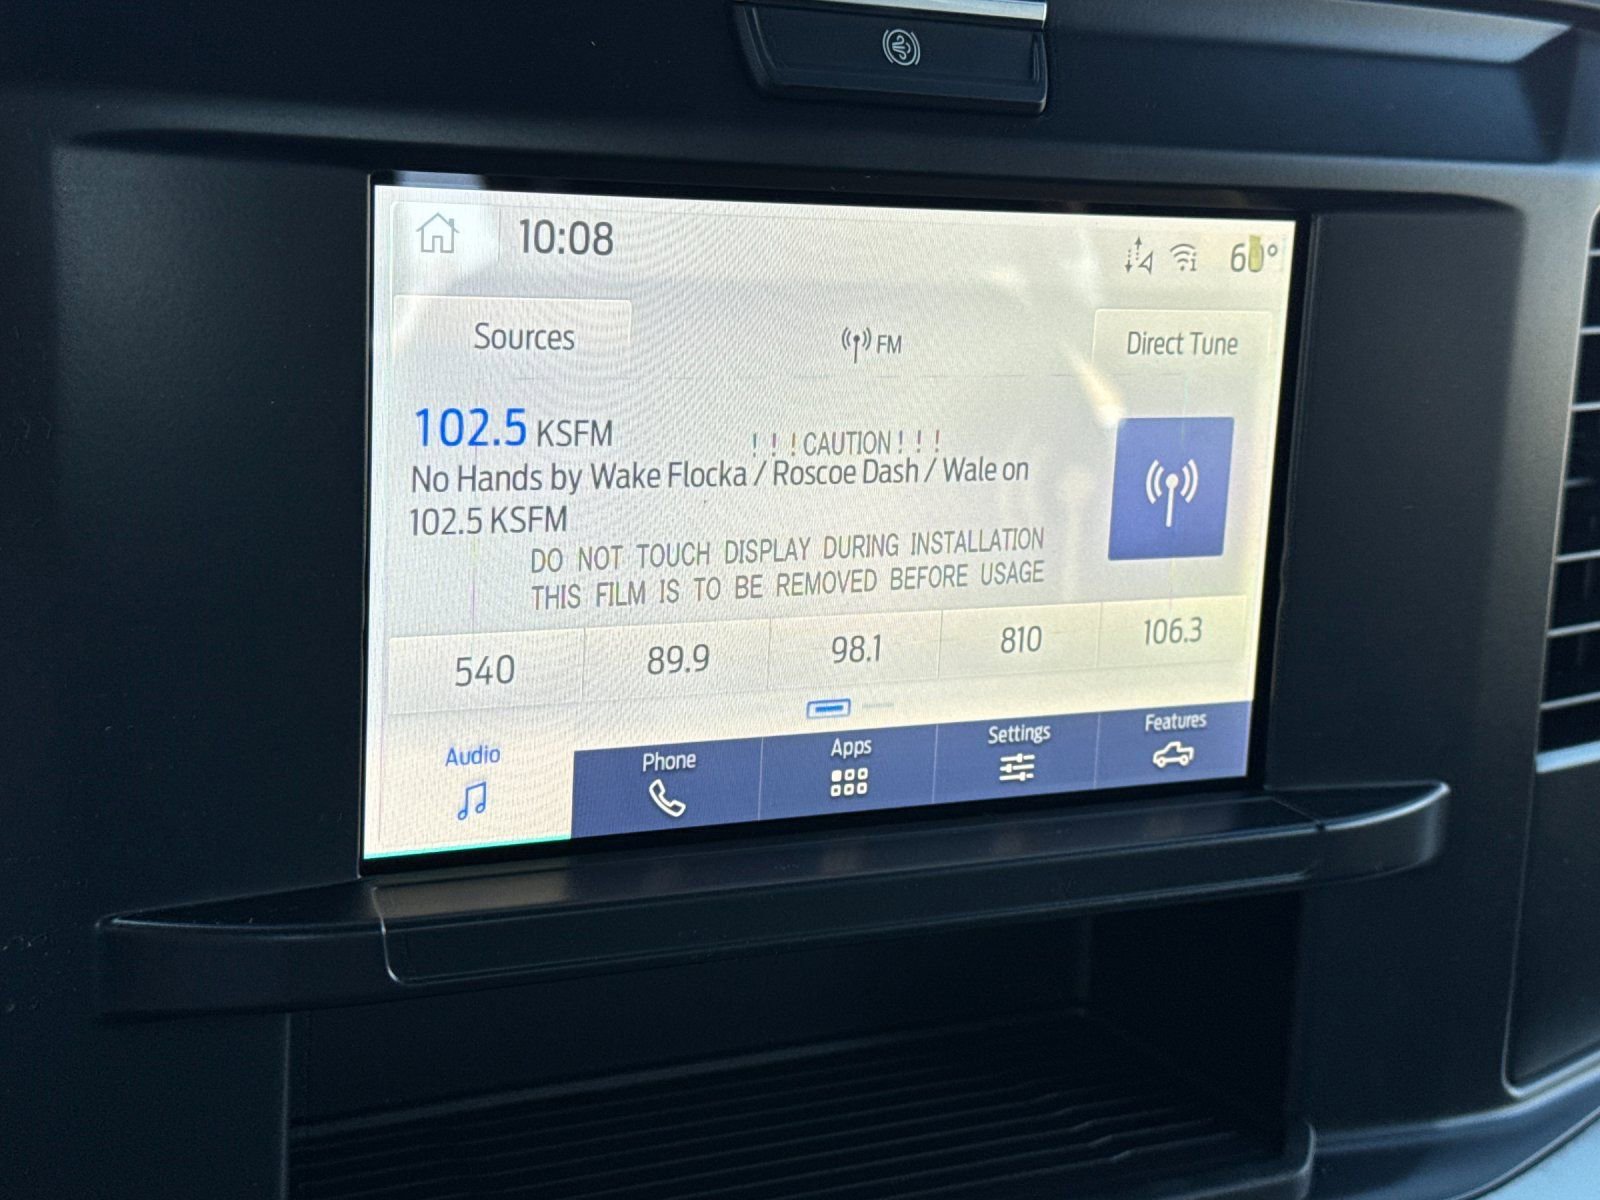 10:08
60°
Sources
FM
Direct Tune
102.5 KSFM
! ! ! CAUTION ! ! !
No Hands by Wake Flocka / Roscoe Dash / Wale on
102.5 KSFM
DO NOT TOUCH DISPLAY DURING INSTALLATION
THIS FILM IS TO BE REMOVED BEFORE USAGE
540 89.9 98.1 810 106.3
Audio Phone Apps Settings Features